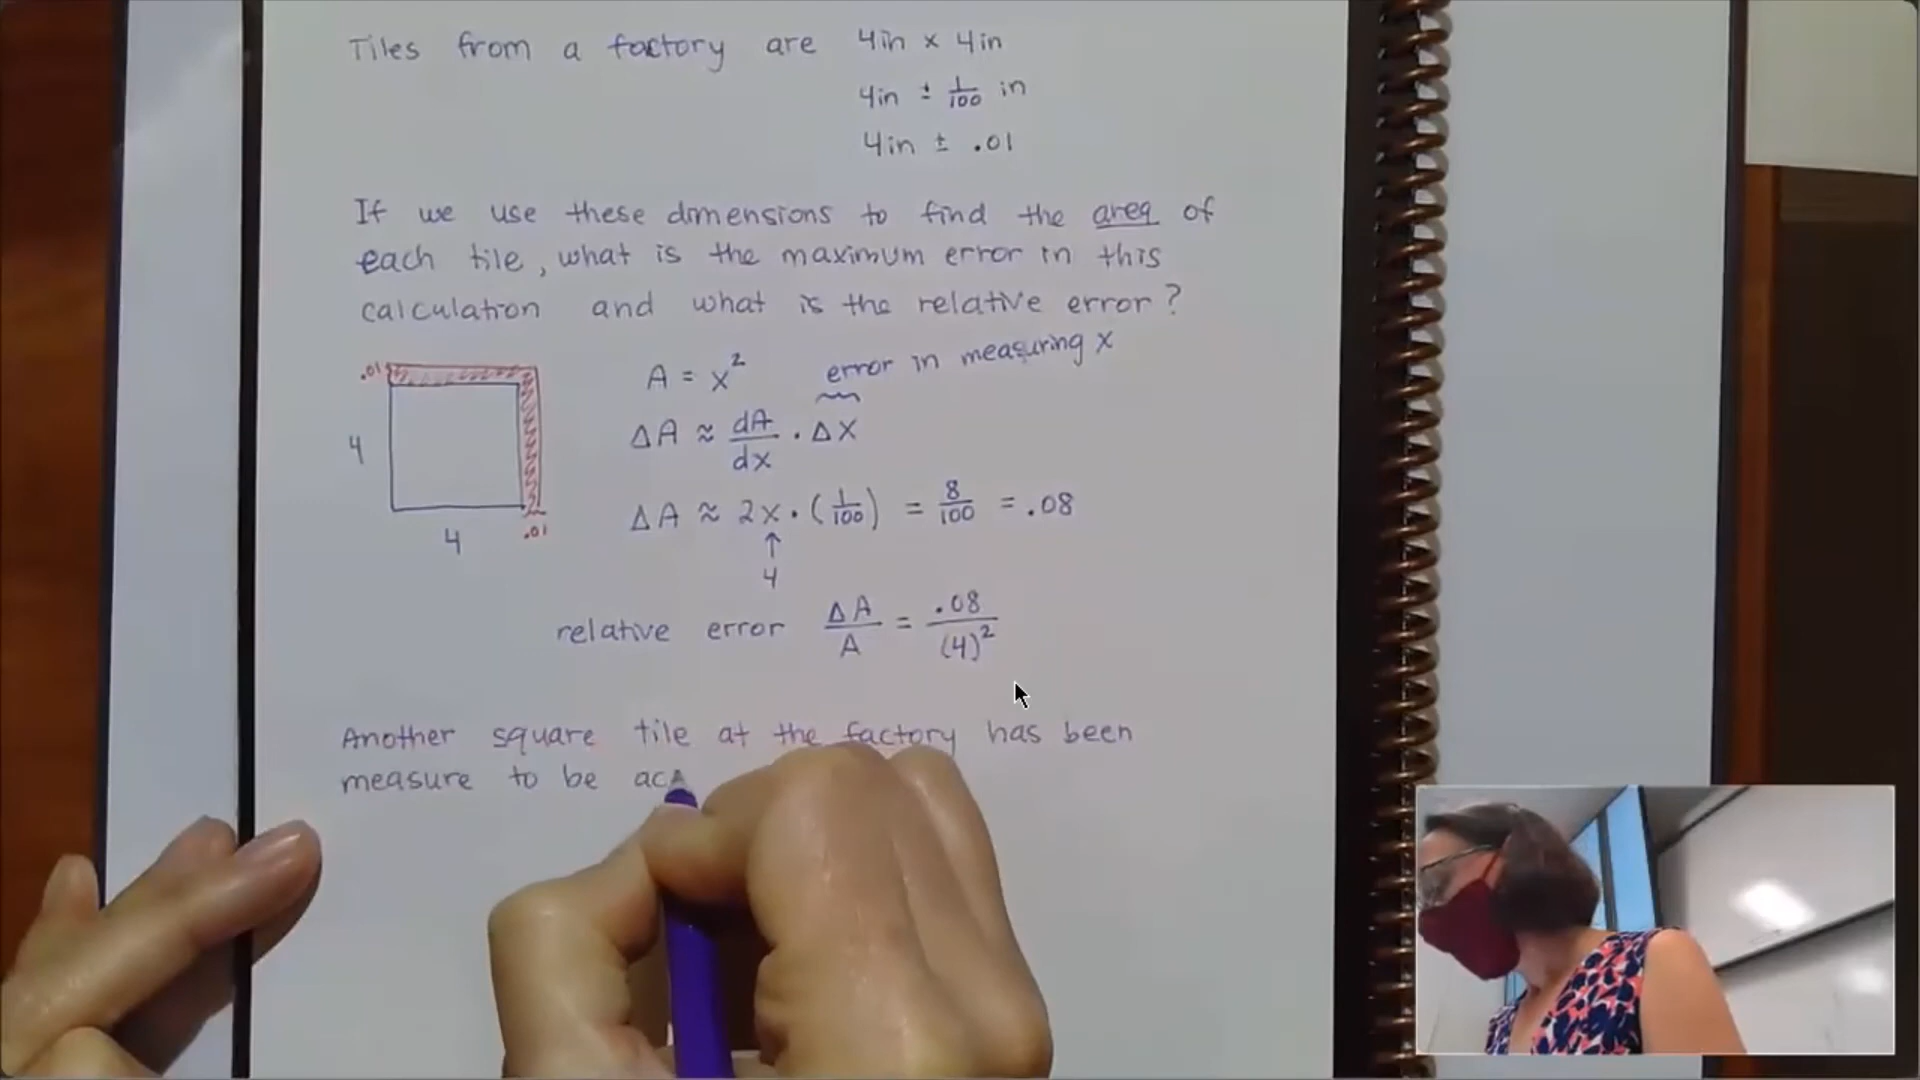 Tiles from a factory are 4in x 4in
4in ± 1/100 in
4in ± .01
If we use these dimensions to find the area of
each tile, what is the maximum error in this
calculation and what is the relative error?
.01
4
4
.01
A = x²
error in measuring x
ΔA ≈ dA/dx · Δx
ΔA ≈ 2x · (1/100) = 8/100 = .08
↑
4
relative error ΔA/A = .08/(4)²
Another square tile at the factory has been
measure to be